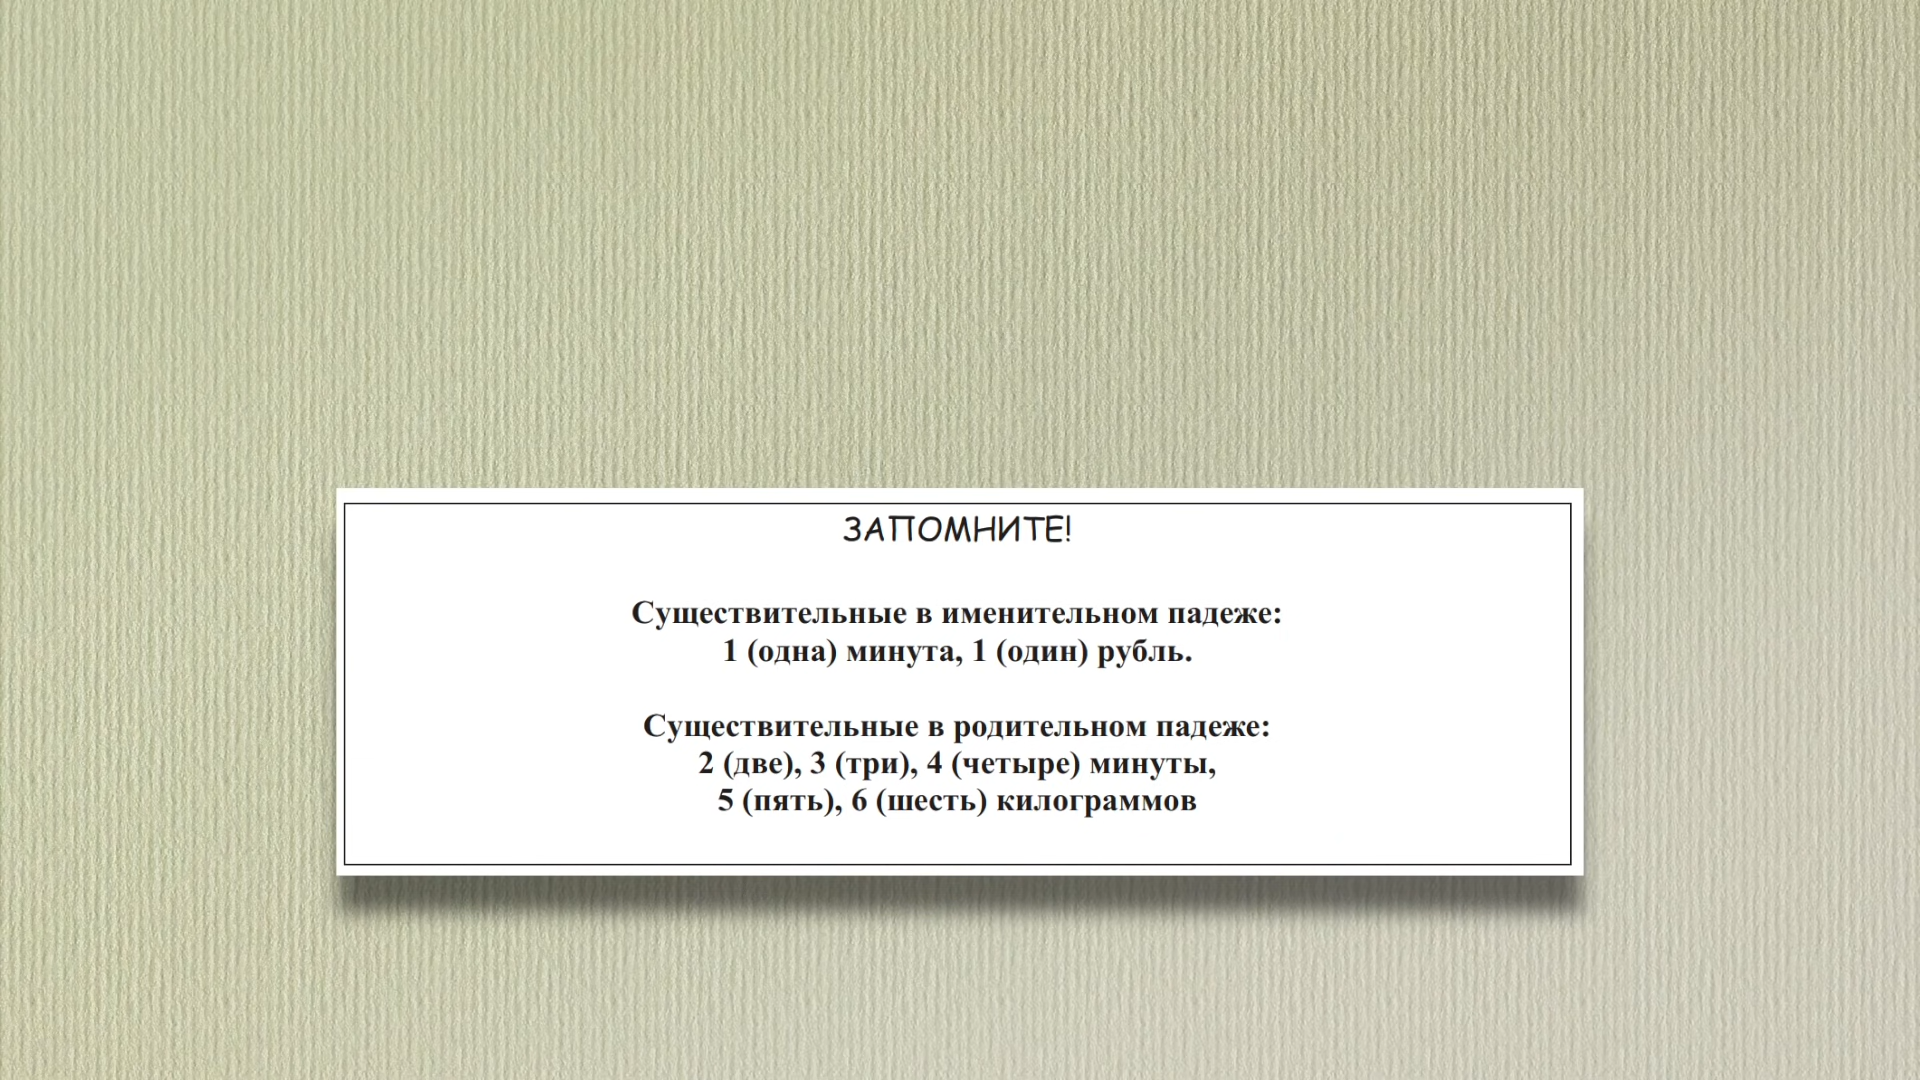 ЗАПОМНИТЕ!
Существительные в именительном падеже:
1 (одна) минута, 1 (один) рубль.
Существительные в родительном падеже:
2 (две), 3 (три), 4 (четыре) минуты,
5 (пять), 6 (шесть) килограммов